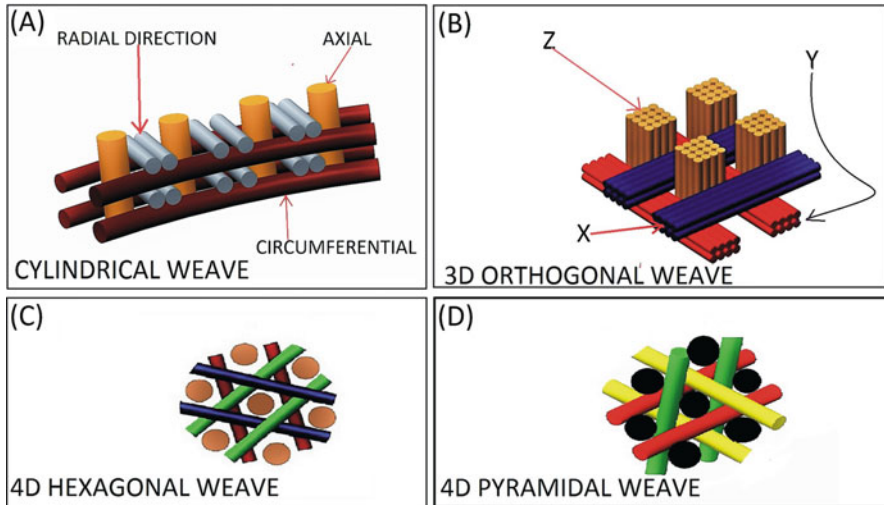 (A)
RADIAL DIRECTION
AXIAL
CIRCUMFERENTIAL
CYLINDRICAL WEAVE
(B)
Z
Y
X
3D ORTHOGONAL WEAVE
(C)
4D HEXAGONAL WEAVE
(D)
4D PYRAMIDAL WEAVE